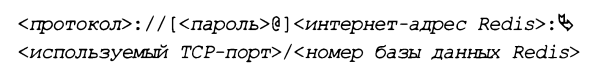 <протокол>://[<пароль>@]<интернет-адрес Redis>:⮷
<используемый TCP-порт>/<номер базы данных Redis>